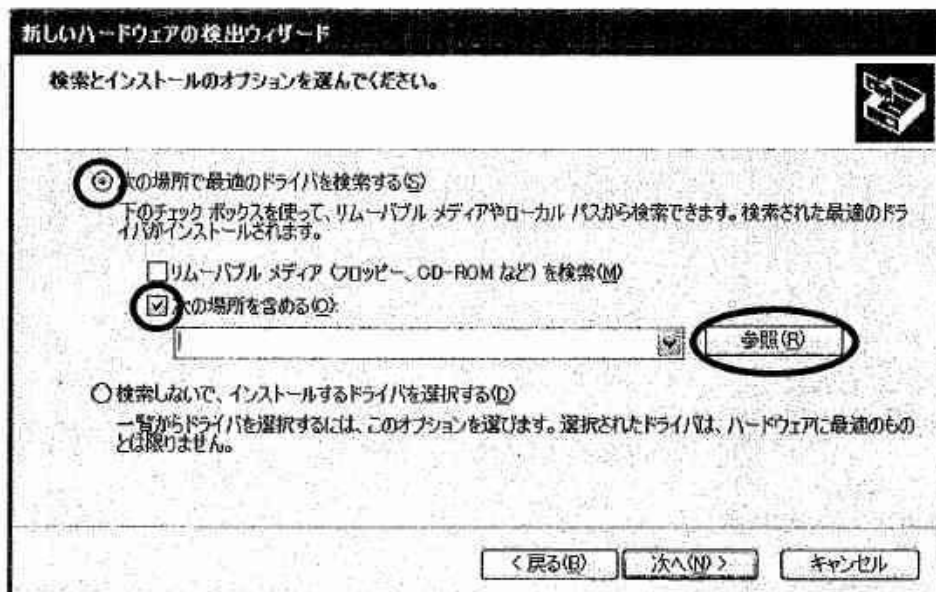 新しいハードウェアの検出ウィザード
検索とインストールのオプションを選んでください。
次の場所で最適のドライバを検索する(S)
下のチェック ボックスを使って、リムーバブル メディアやローカル パスから検索できます。検索された最適のドラ
イバがインストールされます。
リムーバブル メディア (フロッピー、CD-ROM など) を検索(M)
次の場所を含める(O):
参照(R)
検索しないで、インストールするドライバを選択する(D)
一覧からドライバを選択するには、このオプションを選びます。選択されたドライバは、ハードウェアに最適のもの
とは限りません。
< 戻る(B) 次へ(N) > キャンセル